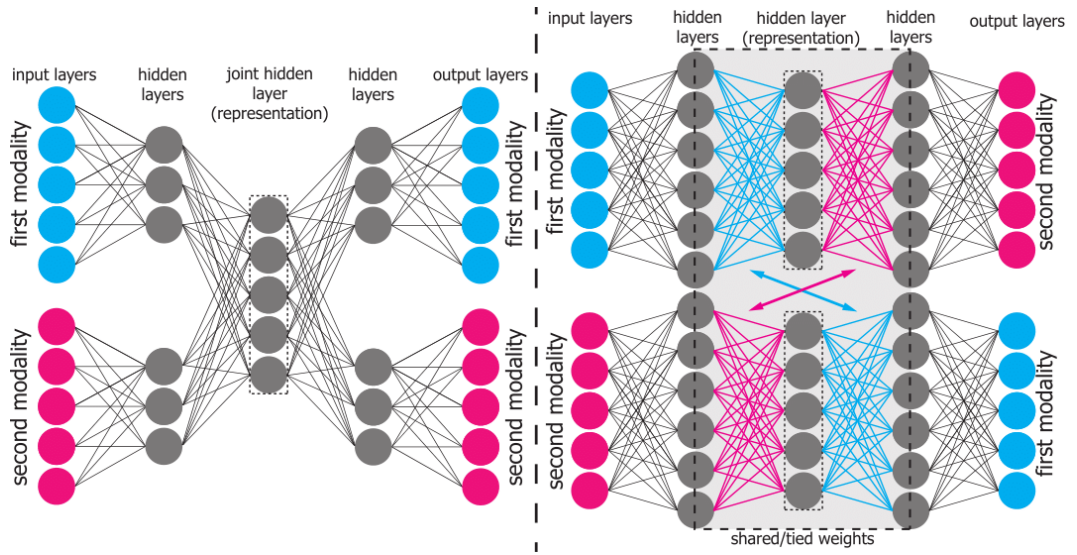 input layers
hidden
layers
joint hidden
layer
(representation)
hidden
layers
output layers
first modality
first modality
second modality
second modality
input layers
hidden
layers
hidden layer
(representation)
hidden
layers
output layers
first modality
second modality
second modality
first modality
shared/tied weights